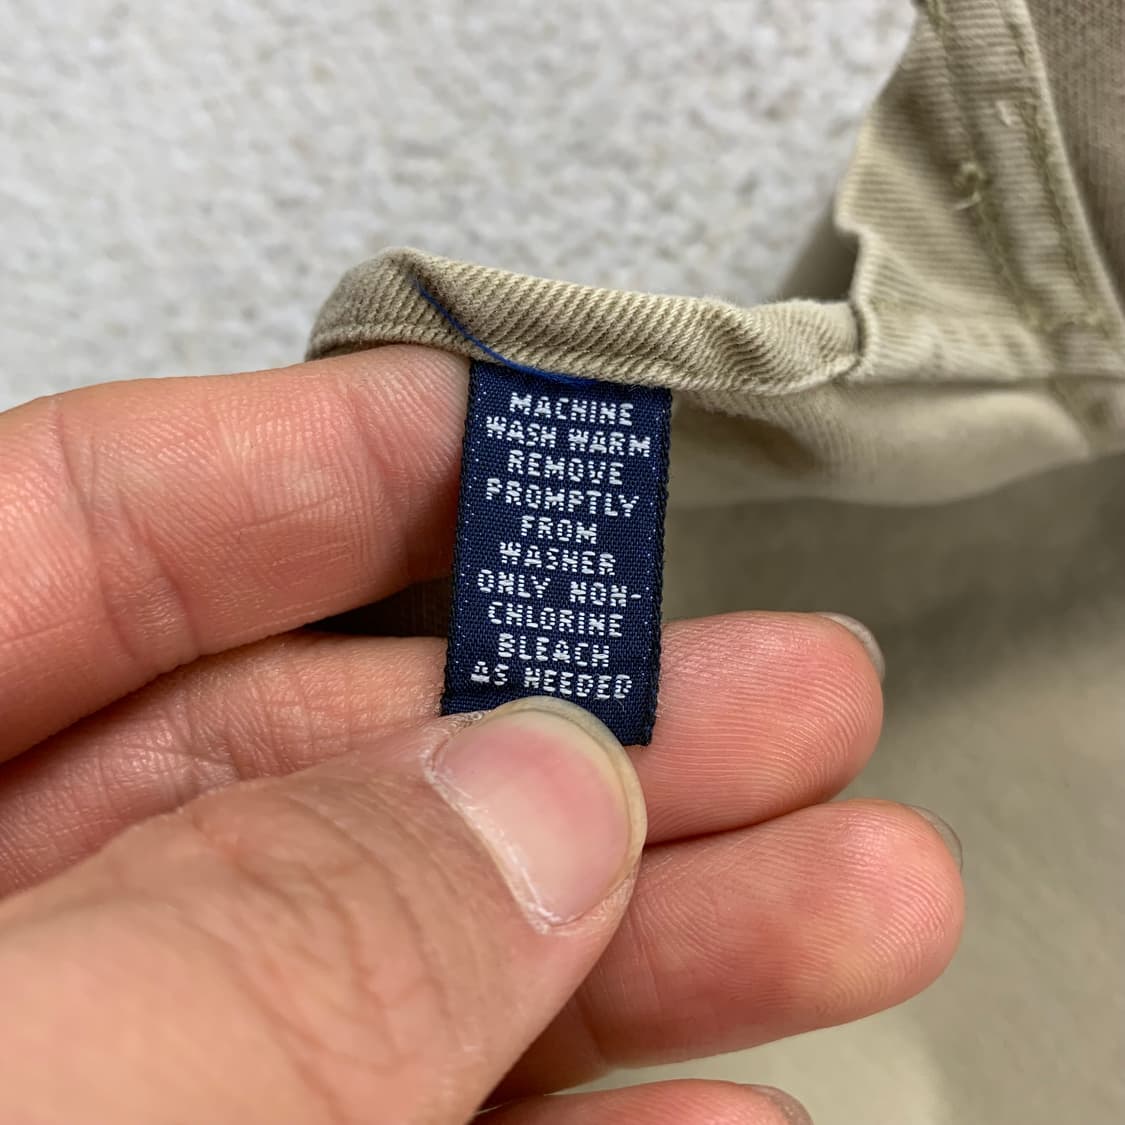 MACHINE
WASH WARM
REMOVE
PROMPTLY
FROM
WASHER
ONLY NON-
CHLORINE
BLEACH
AS NEEDED